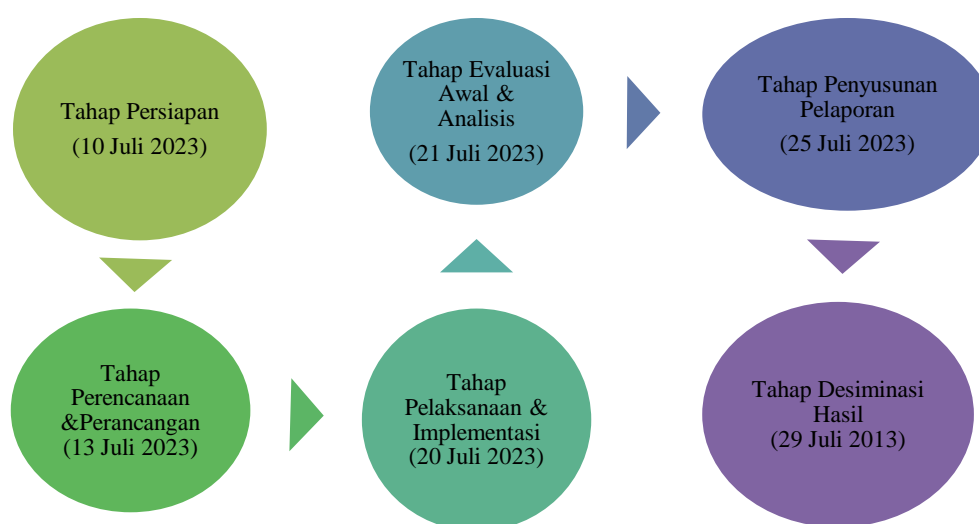 Tahap Persiapan
(10 Juli 2023)
Tahap
Perencanaan
&Perancangan
(13 Juli 2023)
Tahap
Pelaksanaan &
Implementasi
(20 Juli 2023)
Tahap Evaluasi
Awal &
Analisis
(21 Juli 2023)
Tahap Penyusunan
Pelaporan
(25 Juli 2023)
Tahap Desiminasi
Hasil
(29 Juli 2013)